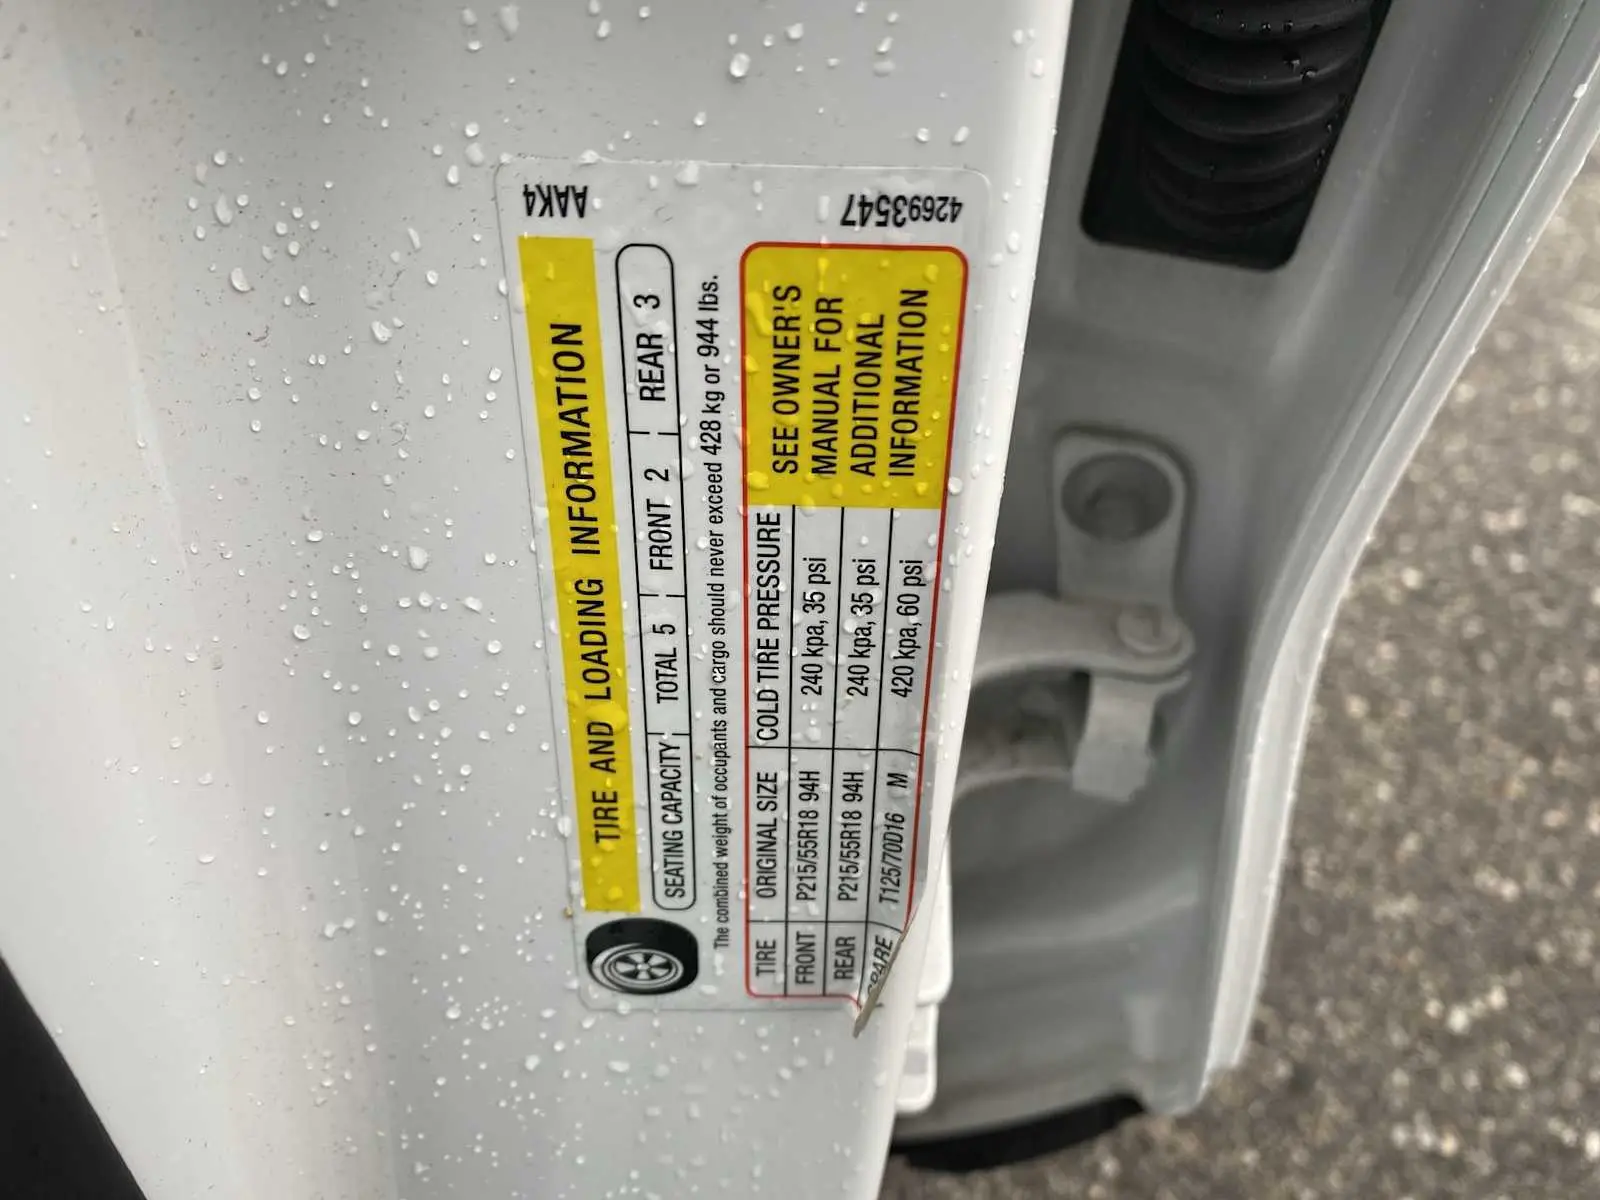 AAK4
42693547
TIRE AND LOADING INFORMATION
SEATING CAPACITY TOTAL 5 FRONT 2 REAR 3
The combined weight of occupants and cargo should never exceed 428 kg or 944 lbs.
TIRE ORIGINAL SIZE COLD TIRE PRESSURE
FRONT P215/55R18 94H 240 kpa, 35 psi
REAR P215/55R18 94H 240 kpa, 35 psi
SPARE T125/70D16 M 420 kpa, 60 psi
SEE OWNER'S
MANUAL FOR
ADDITIONAL
INFORMATION